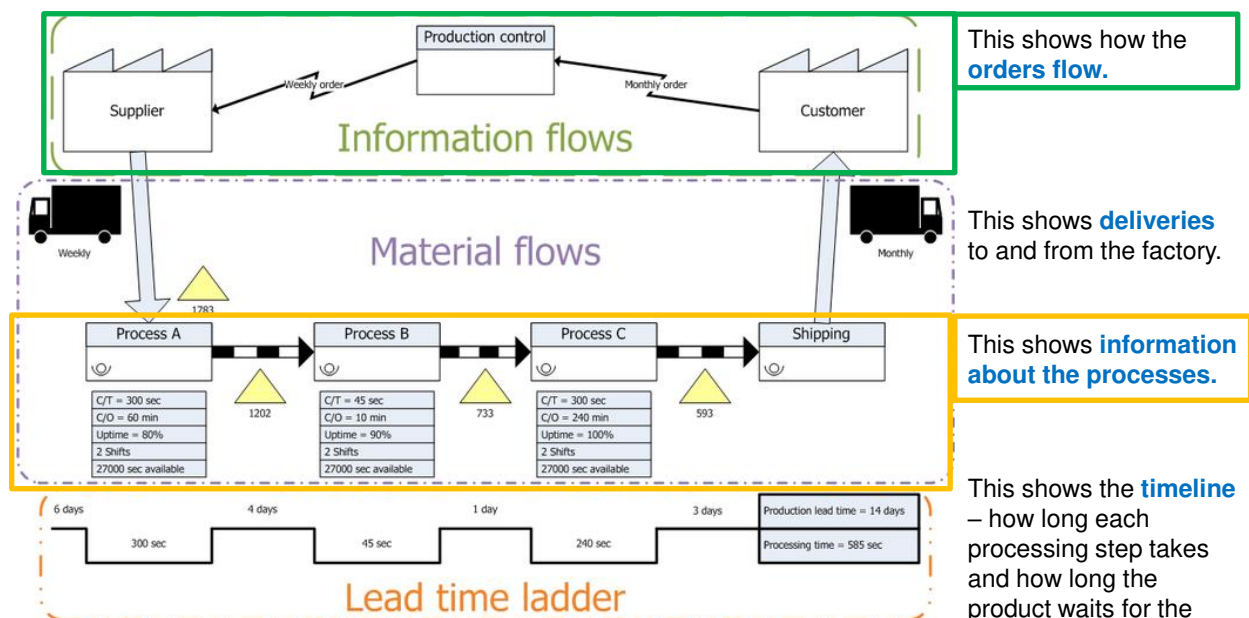 Production control
This shows how the
orders flow.
Weekly order
Monthly order
Supplier
Customer
Information flows
This shows deliveries
to and from the factory.
Weekly
Monthly
Material flows
1783
Process A
Process B
Process C
Shipping
This shows information
about the processes.
1202
733
593
C/T = 300 sec
C/O = 60 min
Uptime = 80%
2 Shifts
27000 sec available
C/T = 45 sec
C/O = 10 min
Uptime = 90%
2 Shifts
27000 sec available
C/T = 300 sec
C/O = 240 min
Uptime = 100%
2 Shifts
27000 sec available
6 days
4 days
1 day
3 days
Production lead time = 14 days
300 sec
45 sec
240 sec
Processing time = 585 sec
Lead time ladder
This shows the timeline
– how long each
processing step takes
and how long the
product waits for the